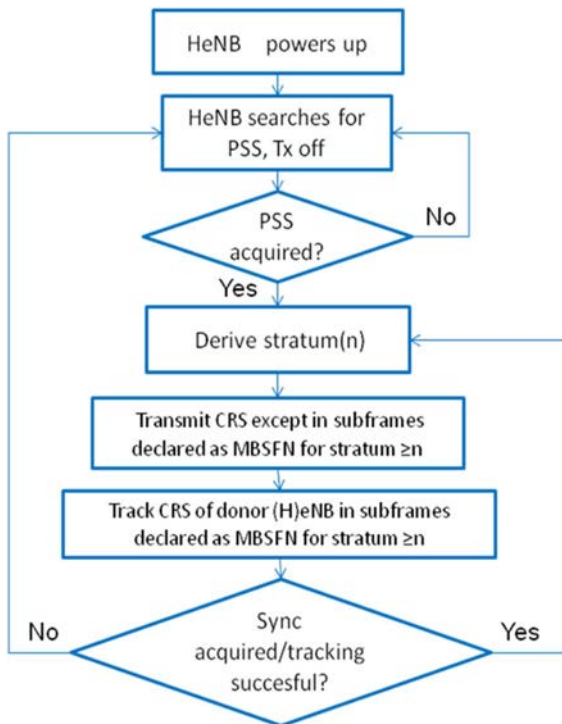 HeNB powers up
HeNB searches for
PSS, Tx off
PSS
acquired?
No
Yes
Derive stratum(n)
Transmit CRS except in subframes
declared as MBSFN for stratum ≥n
Track CRS of donor (H)eNB in subframes
declared as MBSFN for stratum ≥n
No
Sync
acquired/tracking
succesful?
Yes